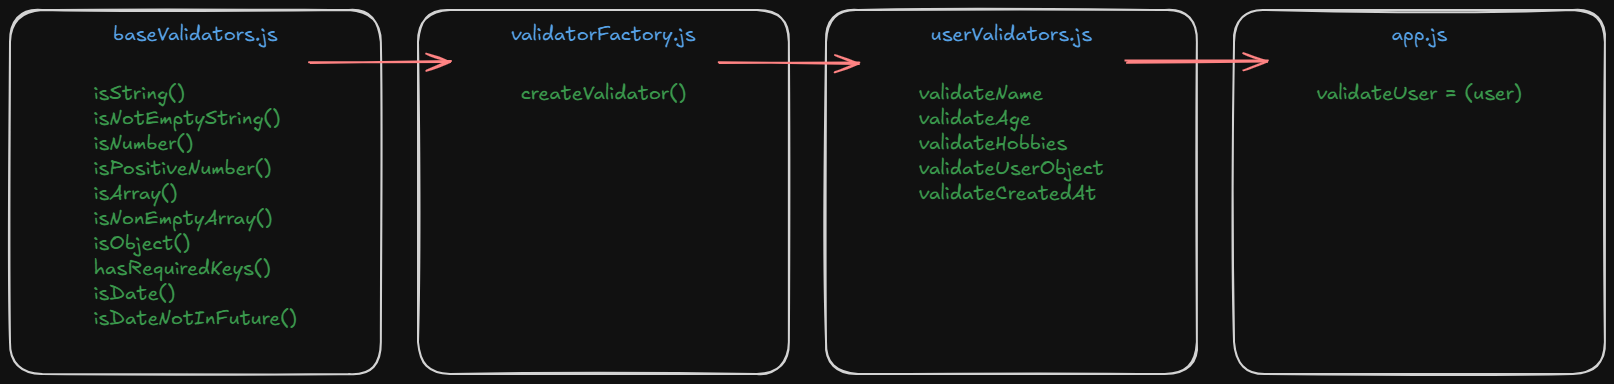 baseValidators.js
isString()
isNotEmptyString()
isNumber()
isPositiveNumber()
isArray()
isNonEmptyArray()
isObject()
hasRequiredKeys()
isDate()
isDateNotInFuture()
validatorFactory.js
createValidator()
userValidators.js
validateName
validateAge
validateHobbies
validateUserObject
validateCreatedAt
app.js
validateUser = (user)